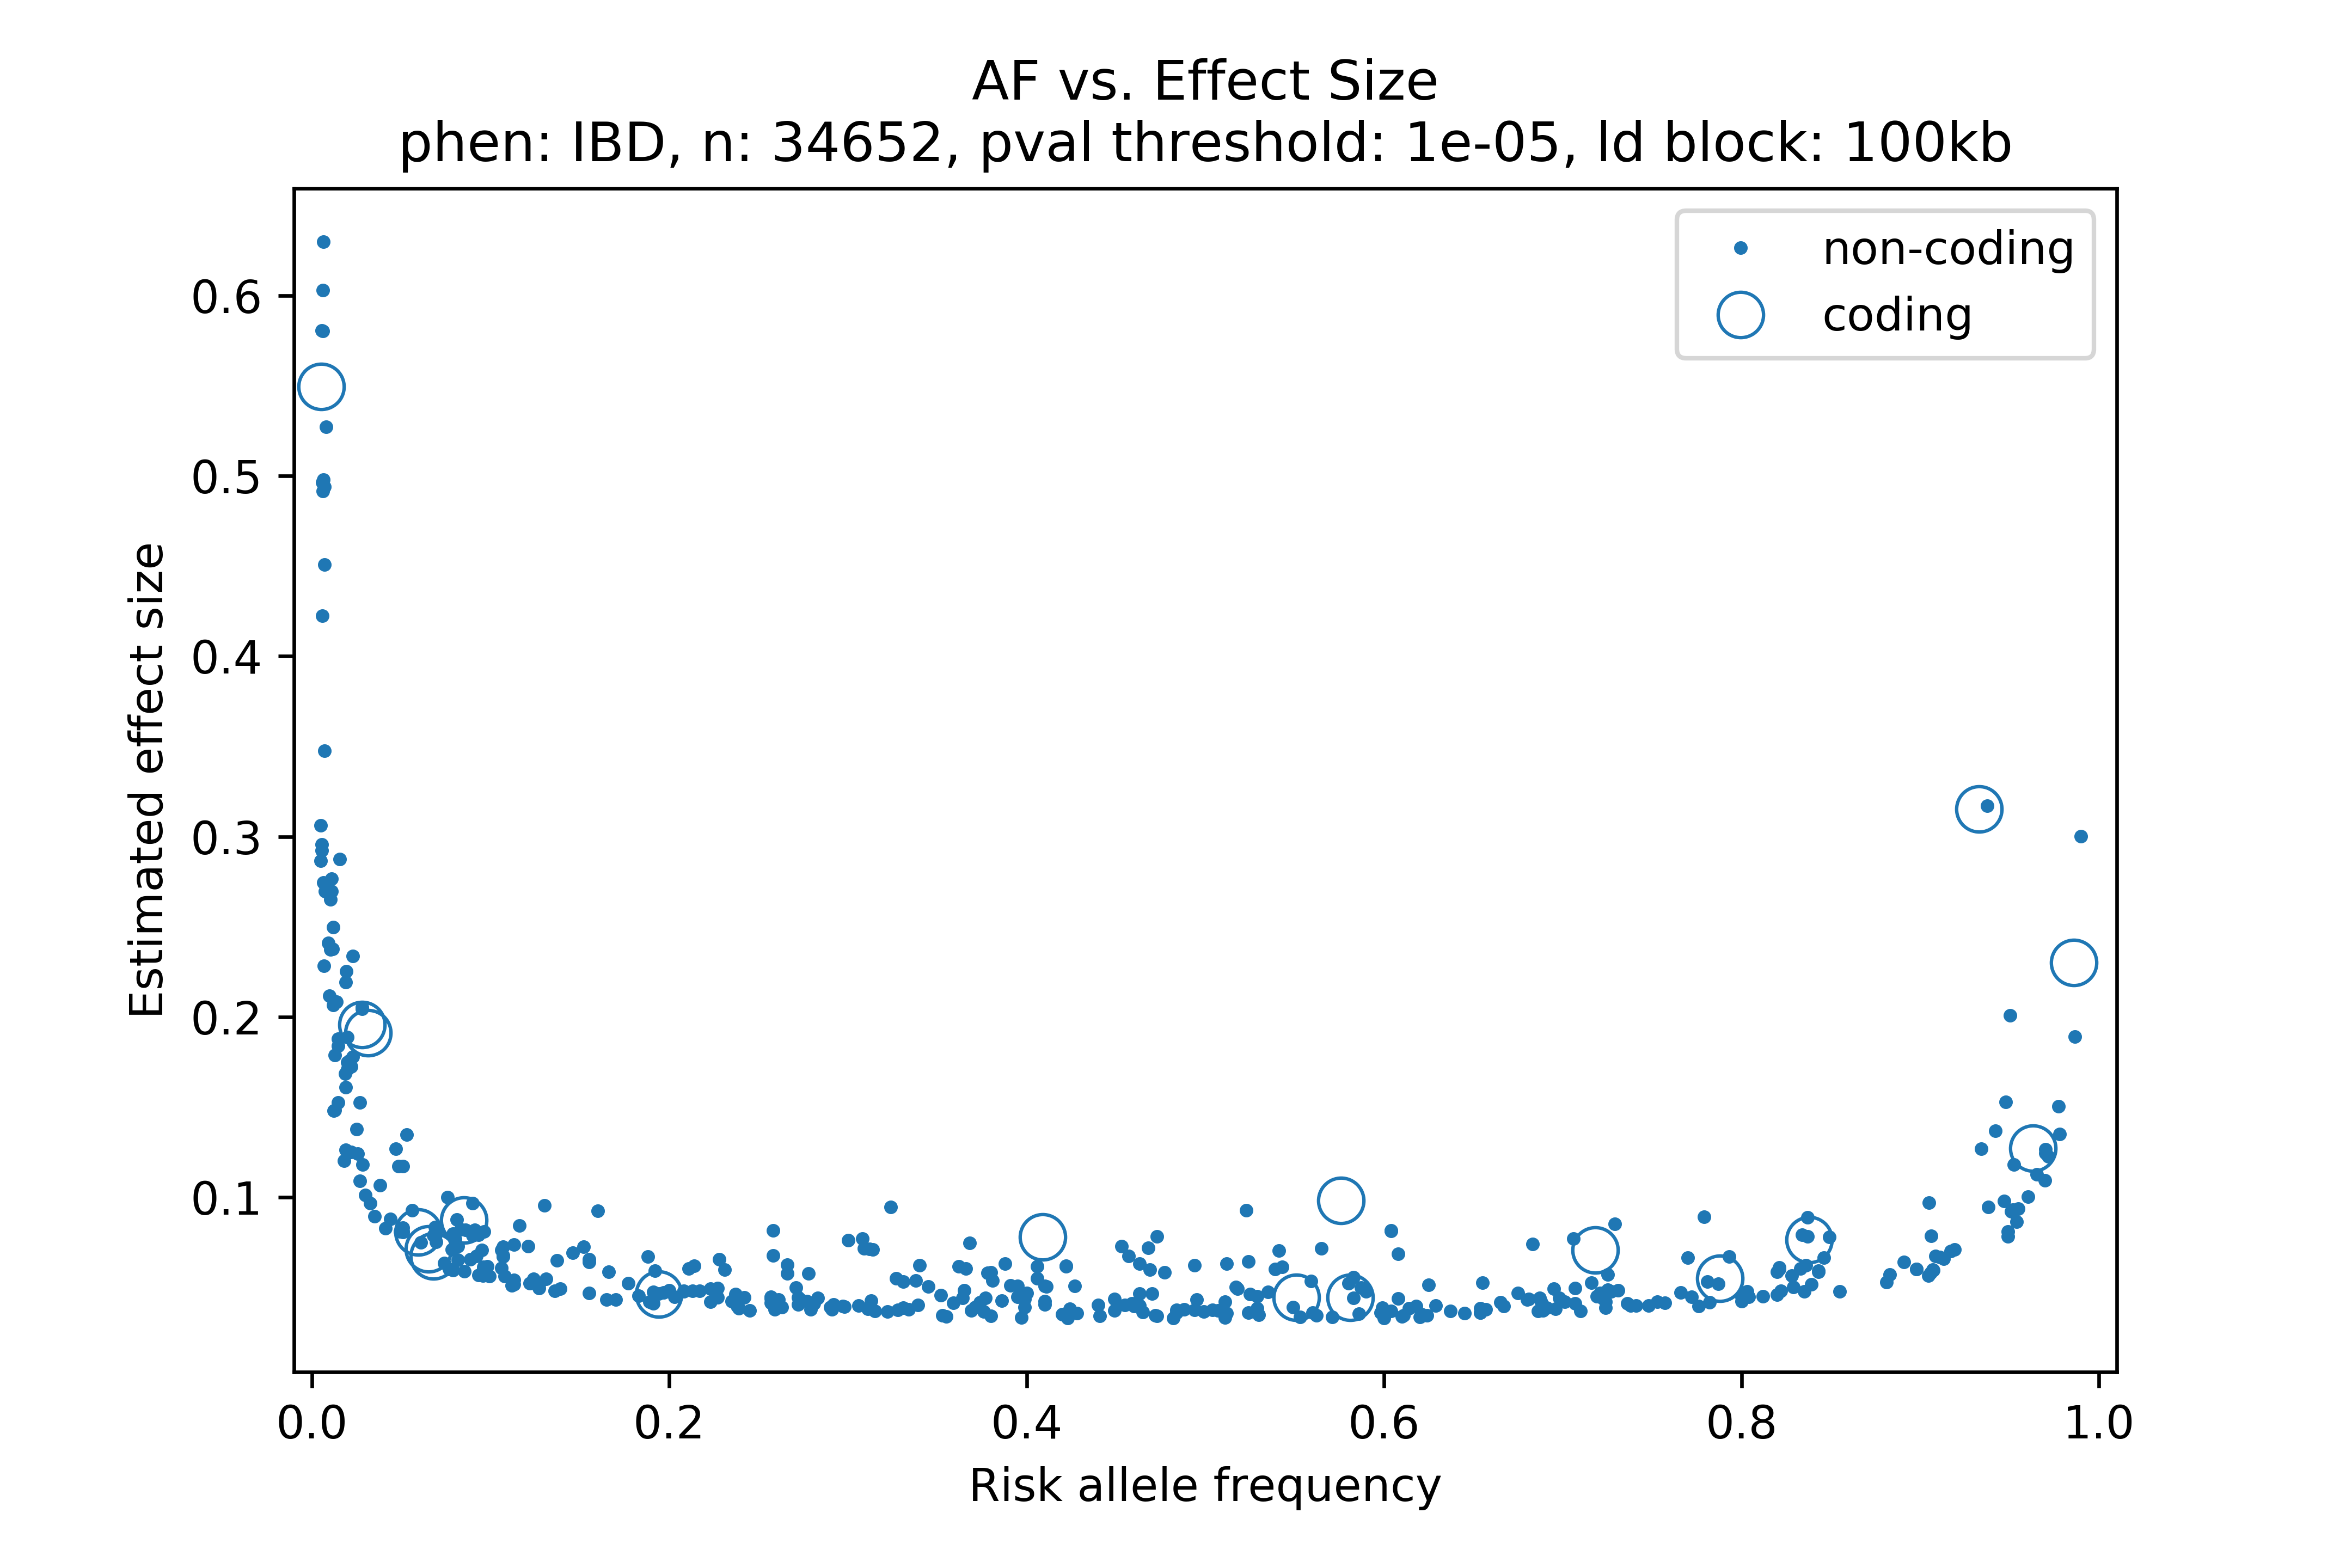 AF vs. Effect Size
phen: IBD, n: 34652, pval threshold: 1e-05, ld block: 100kb
non-coding
coding
0.6
0.5
0.4
0.3
0.2
0.1
Estimated effect size
0.0 0.2 0.4 0.6 0.8 1.0
Risk allele frequency